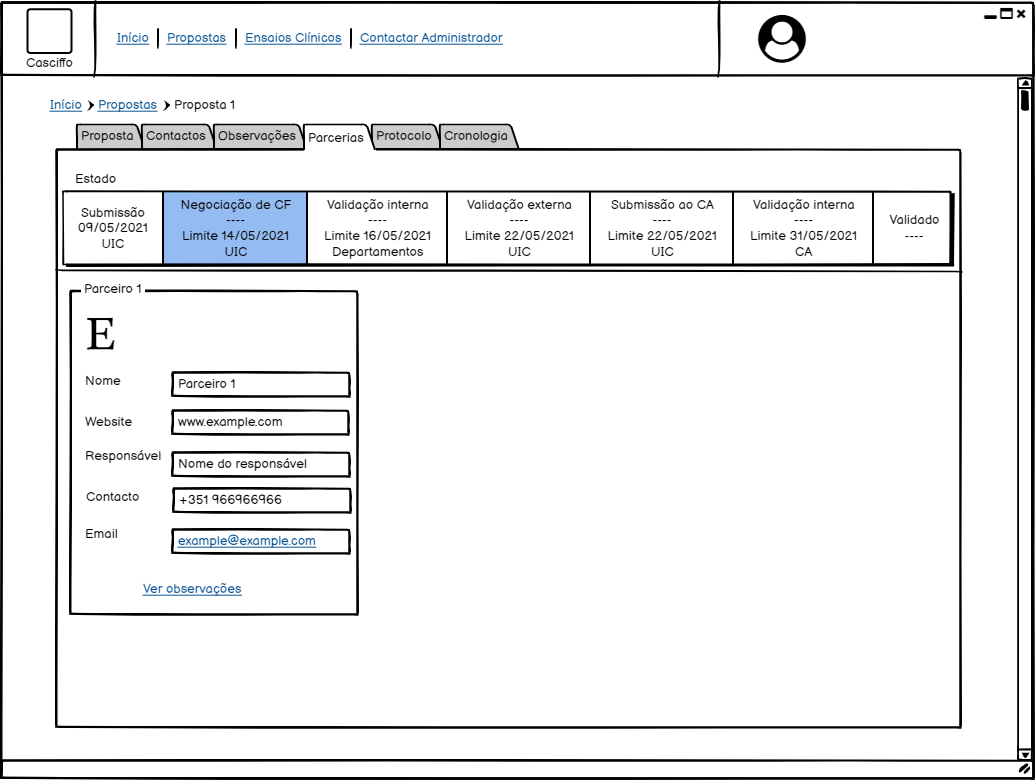 Casciffo
Início
Propostas
Ensaios Clínicos
Contactar Administrador
Início
Propostas
Proposta 1
Proposta
Contactos
Observações
Parcerias
Protocolo
Cronologia
Estado
Submissão
09/05/2021
UIC
Negociação de CF
----
Limite 14/05/2021
UIC
Validação interna
----
Limite 16/05/2021
Departamentos
Validação externa
----
Limite 22/05/2021
UIC
Submissão ao CA
----
Limite 22/05/2021
UIC
Validação interna
----
Limite 31/05/2021
CA
Validado
----
Parceiro 1
E
Nome
Parceiro 1
Website
www.example.com
Responsável
Nome do responsável
Contacto
+351 966966966
Email
example@example.com
Ver observações